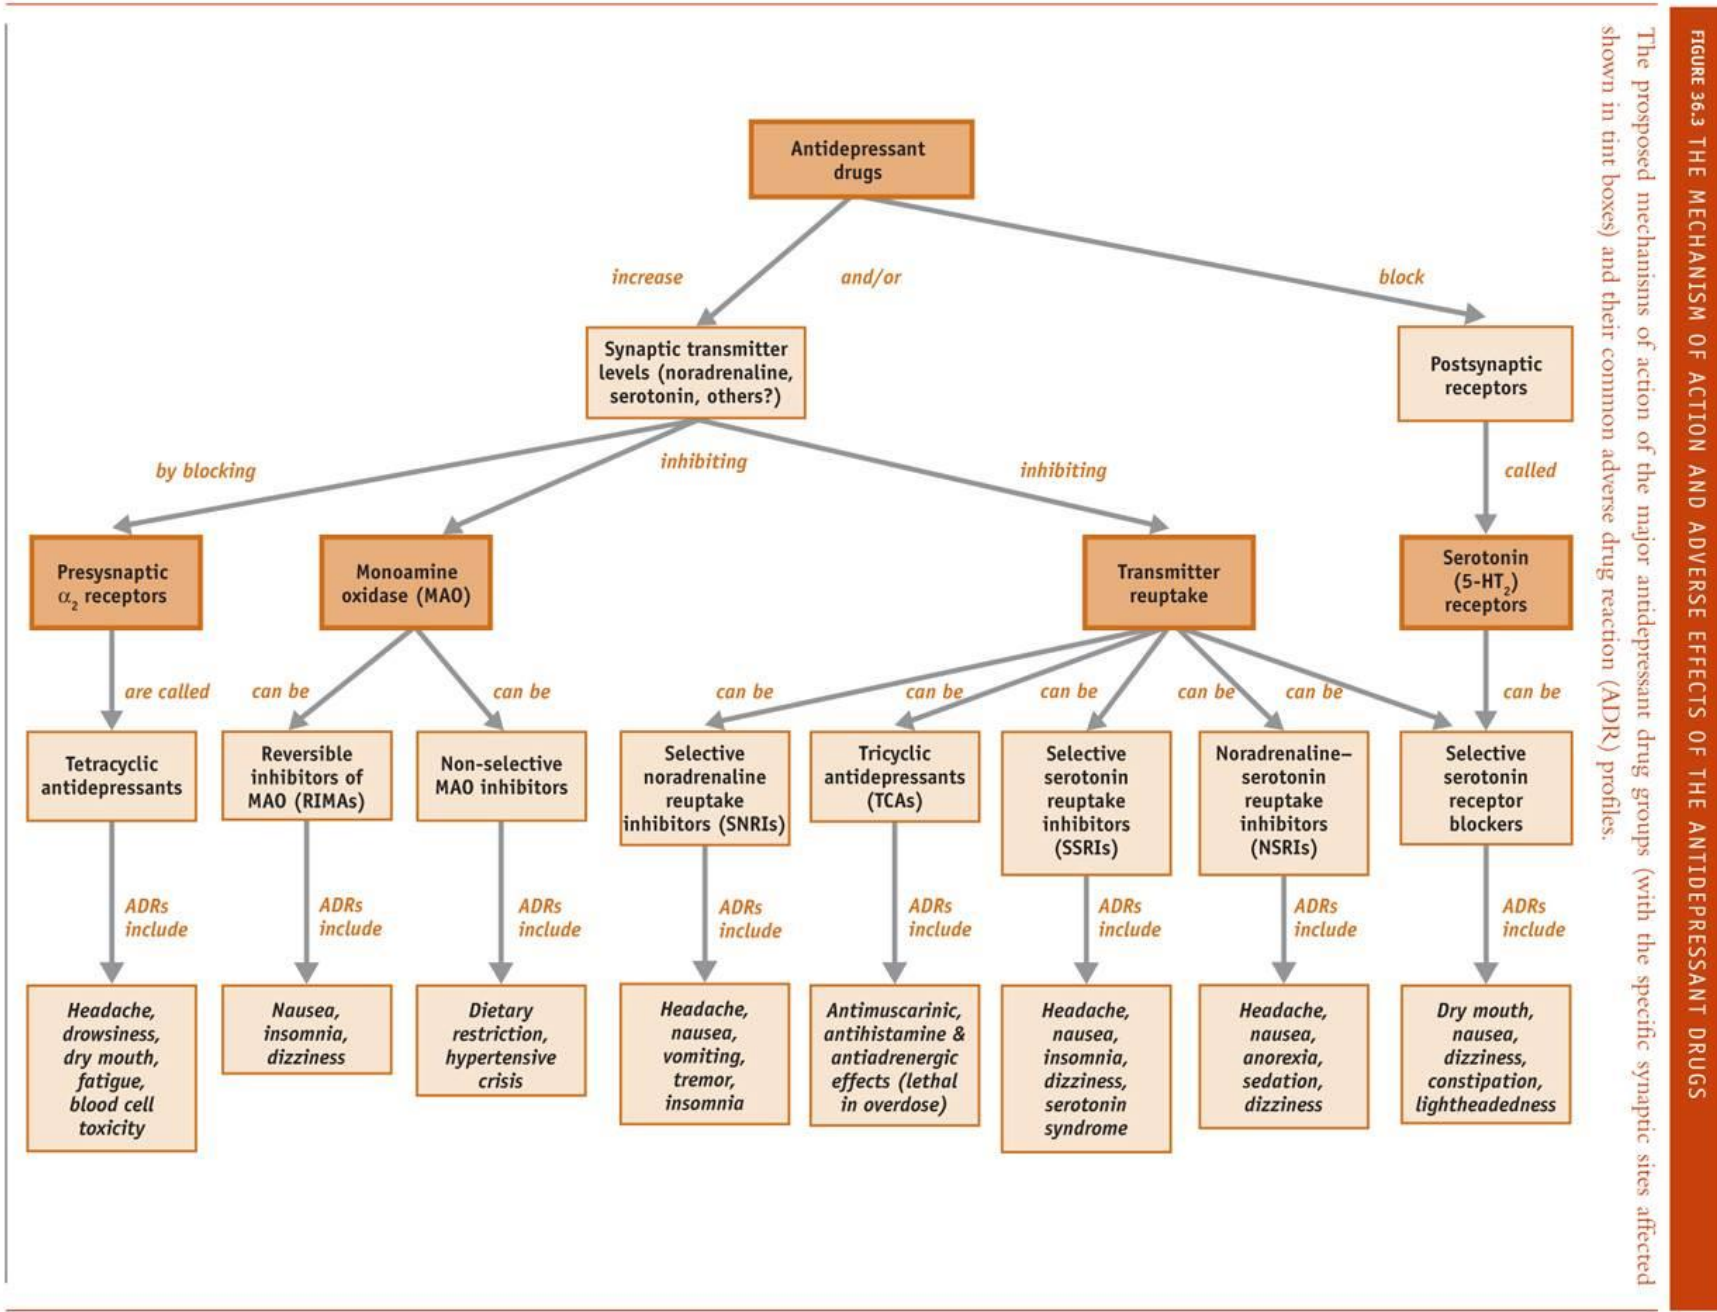 FIGURE 36.3 THE MECHANISM OF ACTION AND ADVERSE EFFECTS OF THE ANTIDEPRESSANT DRUGS
The prosposed mechanisms of action of the major antidepressant drug groups (with the specific synaptic sites affected
shown in tint boxes) and their common adverse drug reaction (ADR) profiles.
Antidepressant
drugs
increase
and/or
block
Synaptic transmitter
levels (noradrenaline,
serotonin, others?)
Postsynaptic
receptors
by blocking
inhibiting
inhibiting
called
Presysnaptic
α₂ receptors
Monoamine
oxidase (MAO)
Transmitter
reuptake
Serotonin
(5-HT₂)
receptors
are called
can be
can be
can be
can be
can be
can be
can be
can be
Tetracyclic
antidepressants
Reversible
inhibitors of
MAO (RIMAs)
Non-selective
MAO inhibitors
Selective
noradrenaline
reuptake
inhibitors (SNRIs)
Tricyclic
antidepressants
(TCAs)
Selective
serotonin
reuptake
inhibitors
(SSRIs)
Noradrenaline–
serotonin
reuptake
inhibitors
(NSRIs)
Selective
serotonin
receptor
blockers
ADRs
include
ADRs
include
ADRs
include
ADRs
include
ADRs
include
ADRs
include
ADRs
include
ADRs
include
Headache,
drowsiness,
dry mouth,
fatigue,
blood cell
toxicity
Nausea,
insomnia,
dizziness
Dietary
restriction,
hypertensive
crisis
Headache,
nausea,
vomiting,
tremor,
insomnia
Antimuscarinic,
antihistamine &
antiadrenergic
effects (lethal
in overdose)
Headache,
nausea,
insomnia,
dizziness,
serotonin
syndrome
Headache,
nausea,
anorexia,
sedation,
dizziness
Dry mouth,
nausea,
dizziness,
constipation,
lightheadedness